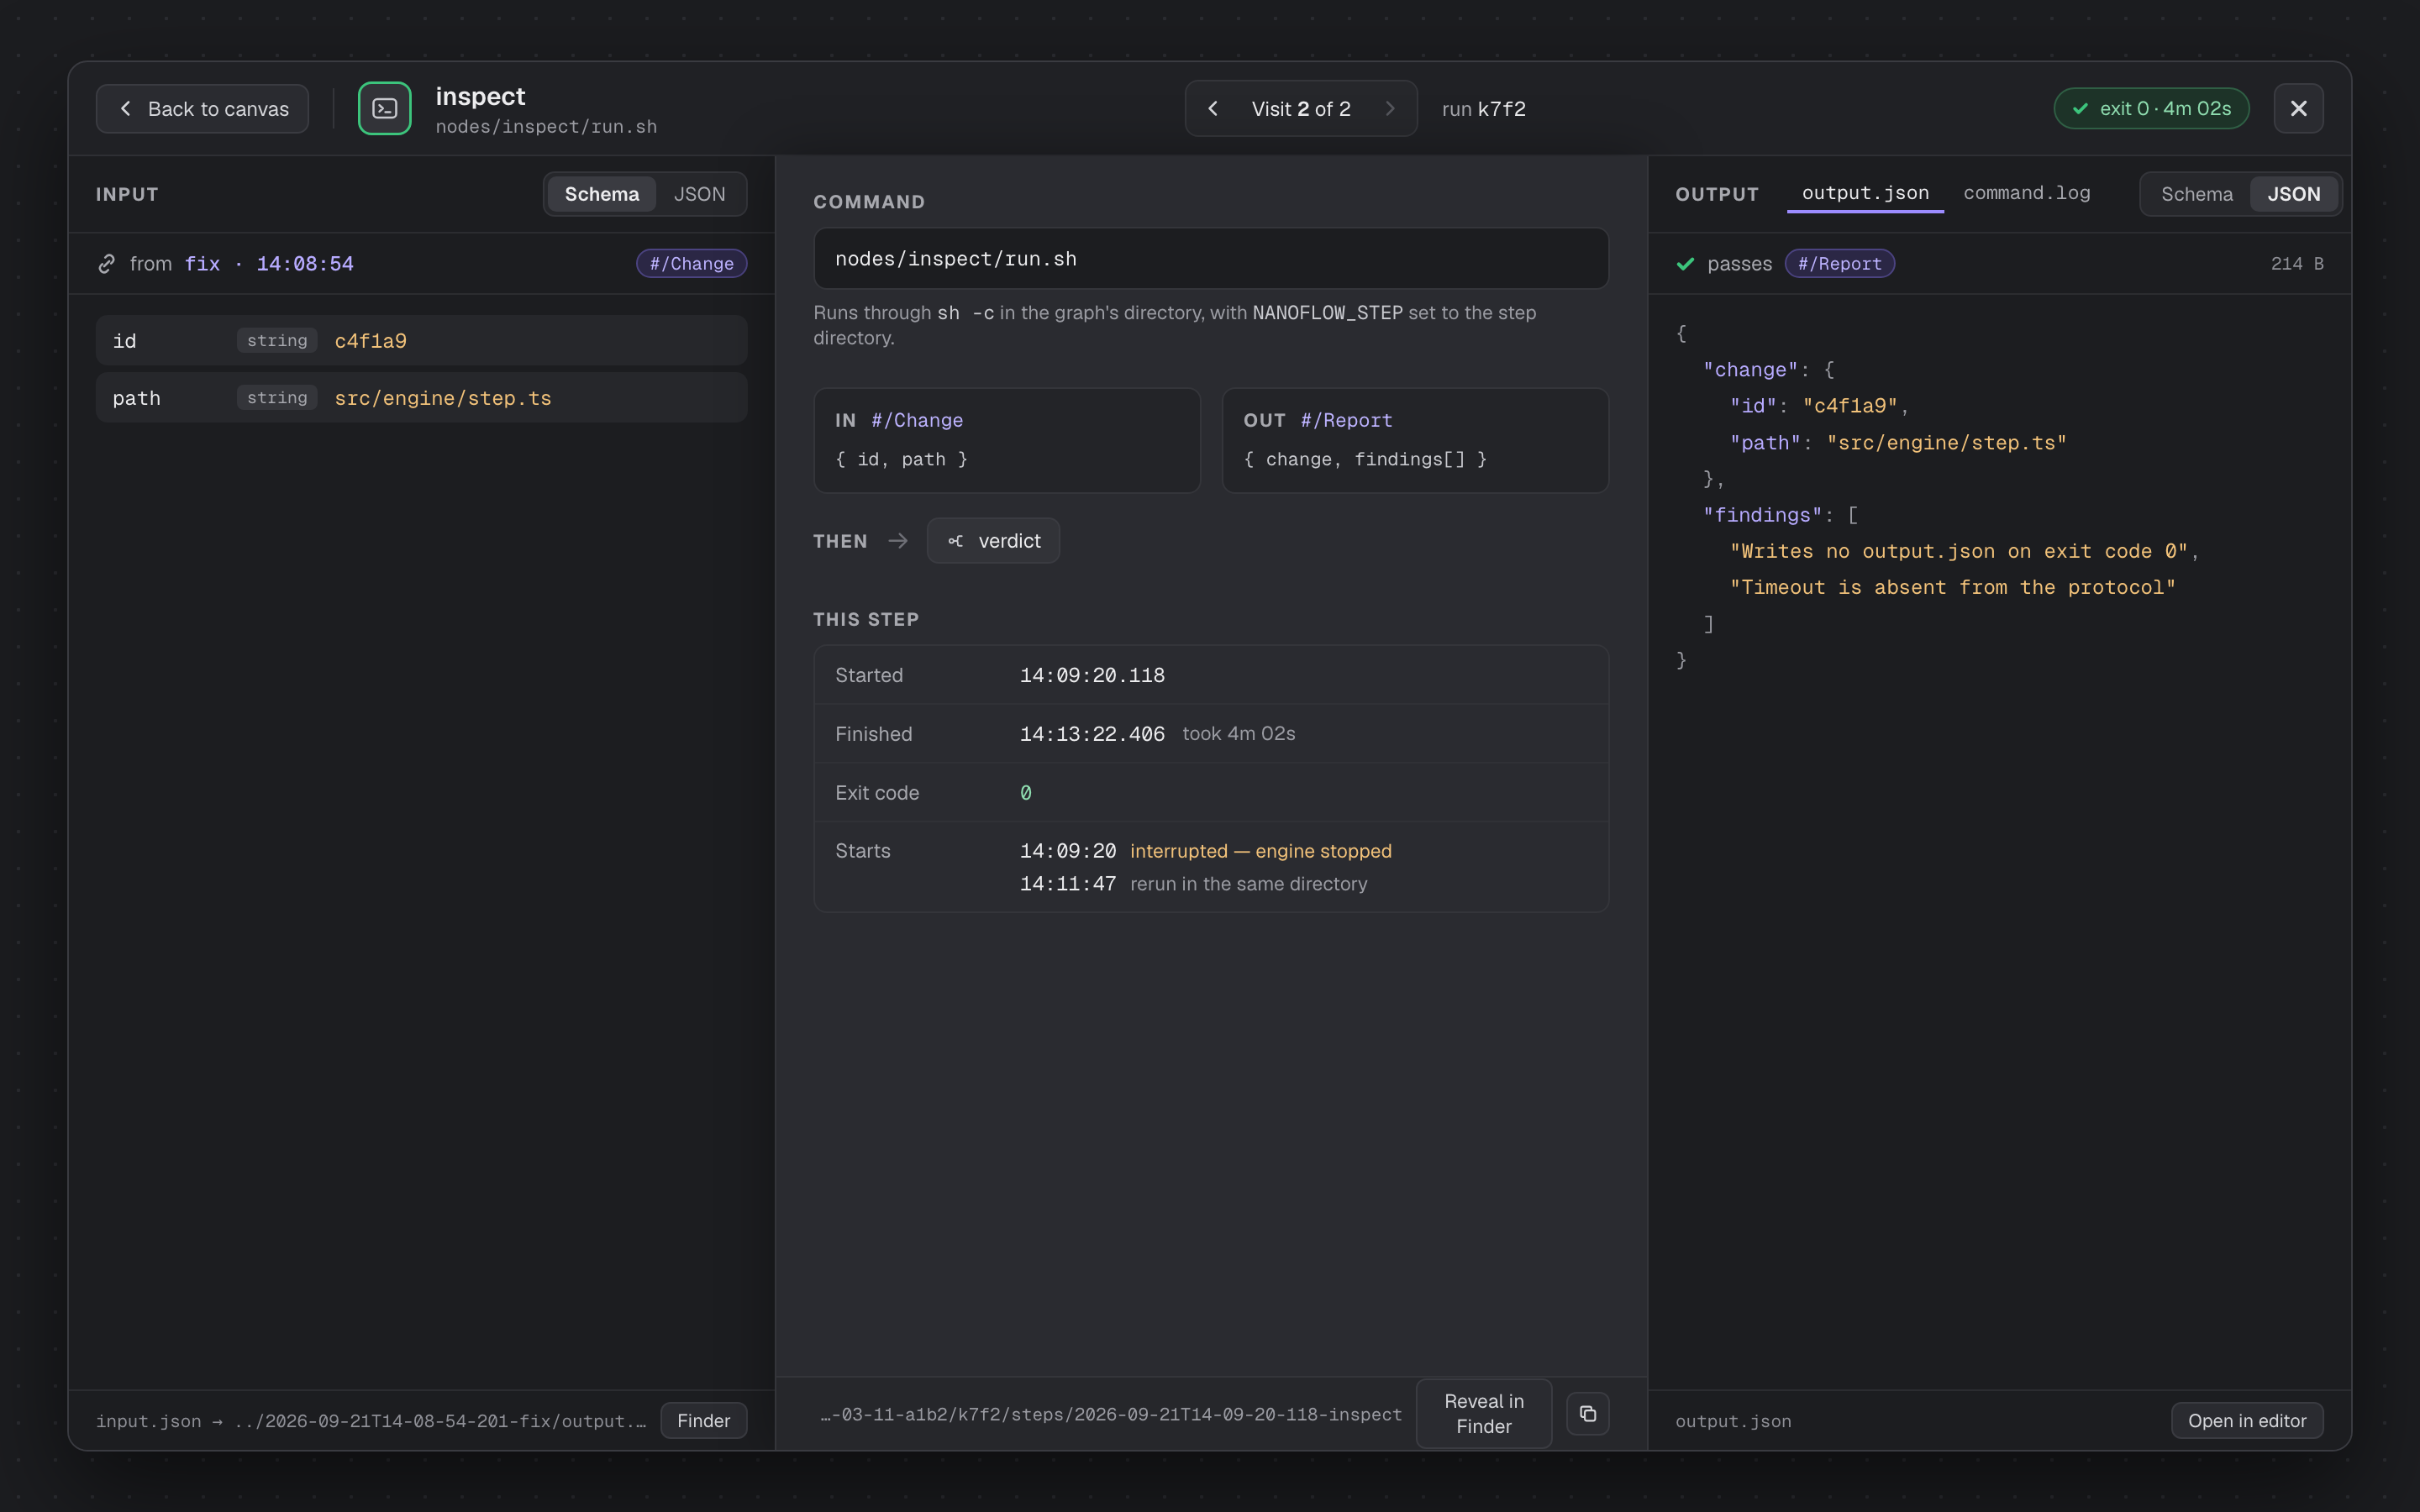 Back to canvas
inspect
nodes/inspect/run.sh
Visit 2 of 2
run k7f2
exit 0 · 4m 02s
INPUT
Schema
JSON
from fix · 14:08:54
#/Change
id string c4f1a9
path string src/engine/step.ts
input.json → ../2026-09-21T14-08-54-201-fix/output.…
Finder
COMMAND
nodes/inspect/run.sh
Runs through sh -c in the graph's directory, with NANOFLOW_STEP set to the step
directory.
IN #/Change
{ id, path }
OUT #/Report
{ change, findings[] }
THEN → verdict
THIS STEP
Started 14:09:20.118
Finished 14:13:22.406 took 4m 02s
Exit code 0
Starts 14:09:20 interrupted — engine stopped
14:11:47 rerun in the same directory
…-03-11-a1b2/k7f2/steps/2026-09-21T14-09-20-118-inspect
Reveal in
Finder
OUTPUT
output.json
command.log
Schema
JSON
passes #/Report
214 B
{
"change": {
"id": "c4f1a9",
"path": "src/engine/step.ts"
},
"findings": [
"Writes no output.json on exit code 0",
"Timeout is absent from the protocol"
]
}
output.json
Open in editor